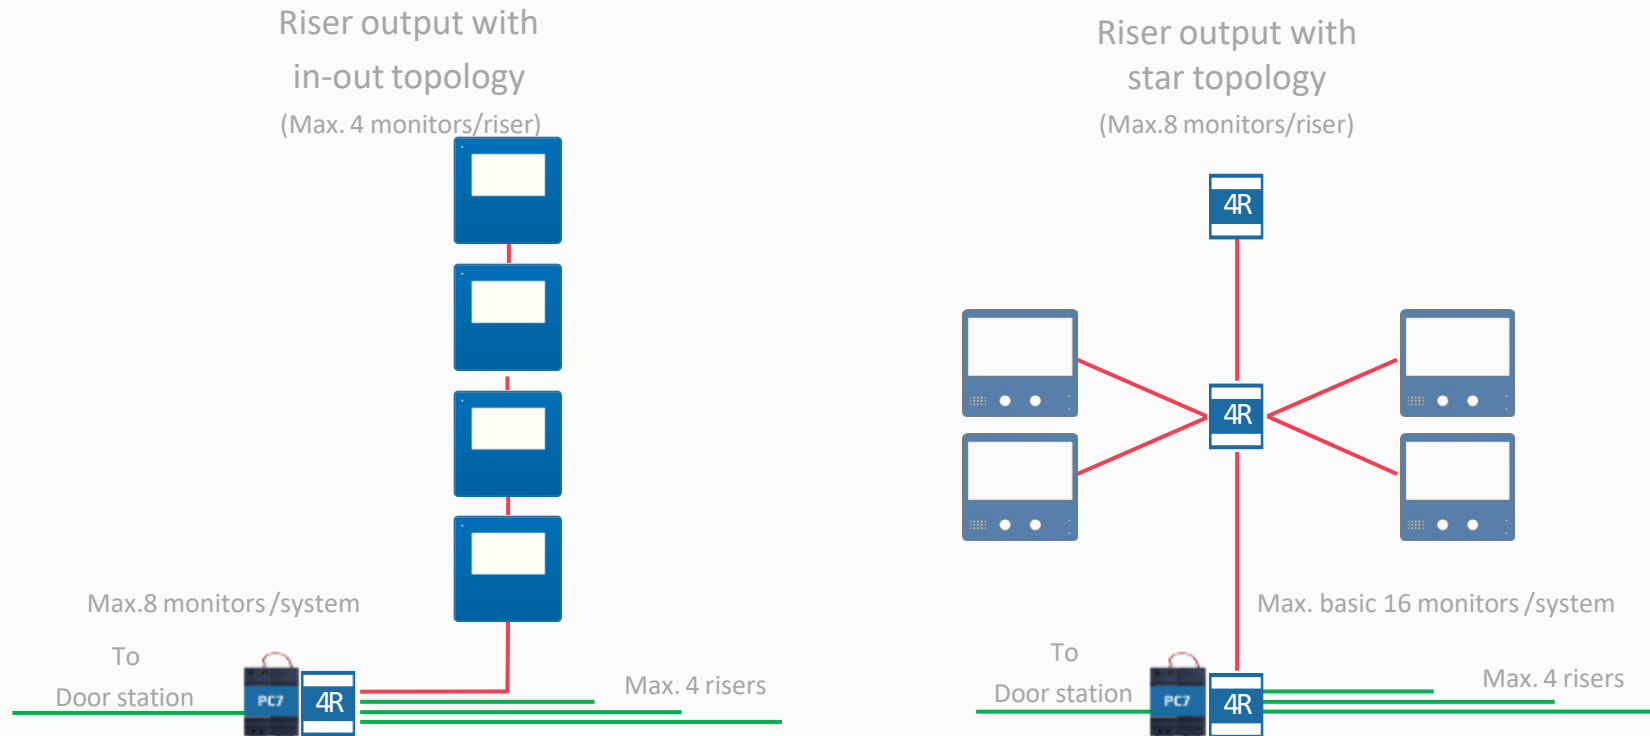 Riser output with
in-out topology
(Max. 4 monitors/riser)
Max.8 monitors /system
To
Door station
PC7
4R
Max. 4 risers
Riser output with
star topology
(Max.8 monitors/riser)
4R
4R
Max. basic 16 monitors /system
To
Door station
PC7
4R
Max. 4 risers